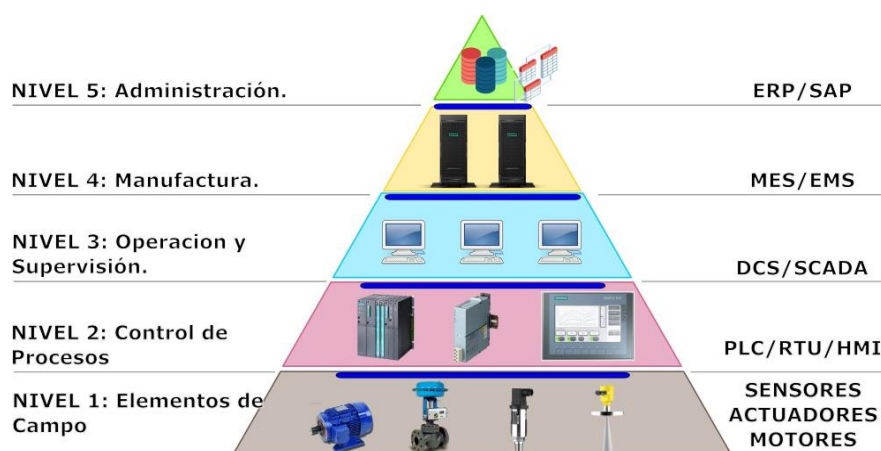 NIVEL 5: Administración.
ERP/SAP
NIVEL 4: Manufactura.
MES/EMS
NIVEL 3: Operacion y
Supervisión.
DCS/SCADA
NIVEL 2: Control de
Procesos
PLC/RTU/HMI
NIVEL 1: Elementos de
Campo
SENSORES
ACTUADORES
MOTORES